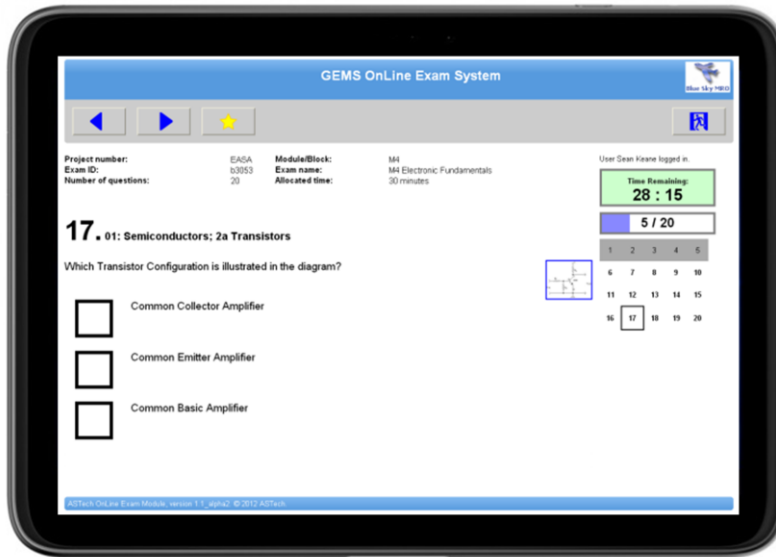 GEMS OnLine Exam System
Blue Sky MRO
Project number: EASA Module/Block: M4
Exam ID: b3053 Exam name: M4 Electronic Fundamentals
Number of questions: 20 Allocated time: 30 minutes
User Sean Keane logged in.
Time Remaining:
28 : 15
5 / 20
17. 01: Semiconductors; 2a Transistors
1 2 3 4 5
Which Transistor Configuration is illustrated in the diagram?
6 7 8 9 10
11 12 13 14 15
16 17 18 19 20
Common Collector Amplifier
Common Emitter Amplifier
Common Basic Amplifier
ASTech OnLine Exam Module, version 1.1_alpha2. © 2012 ASTech.